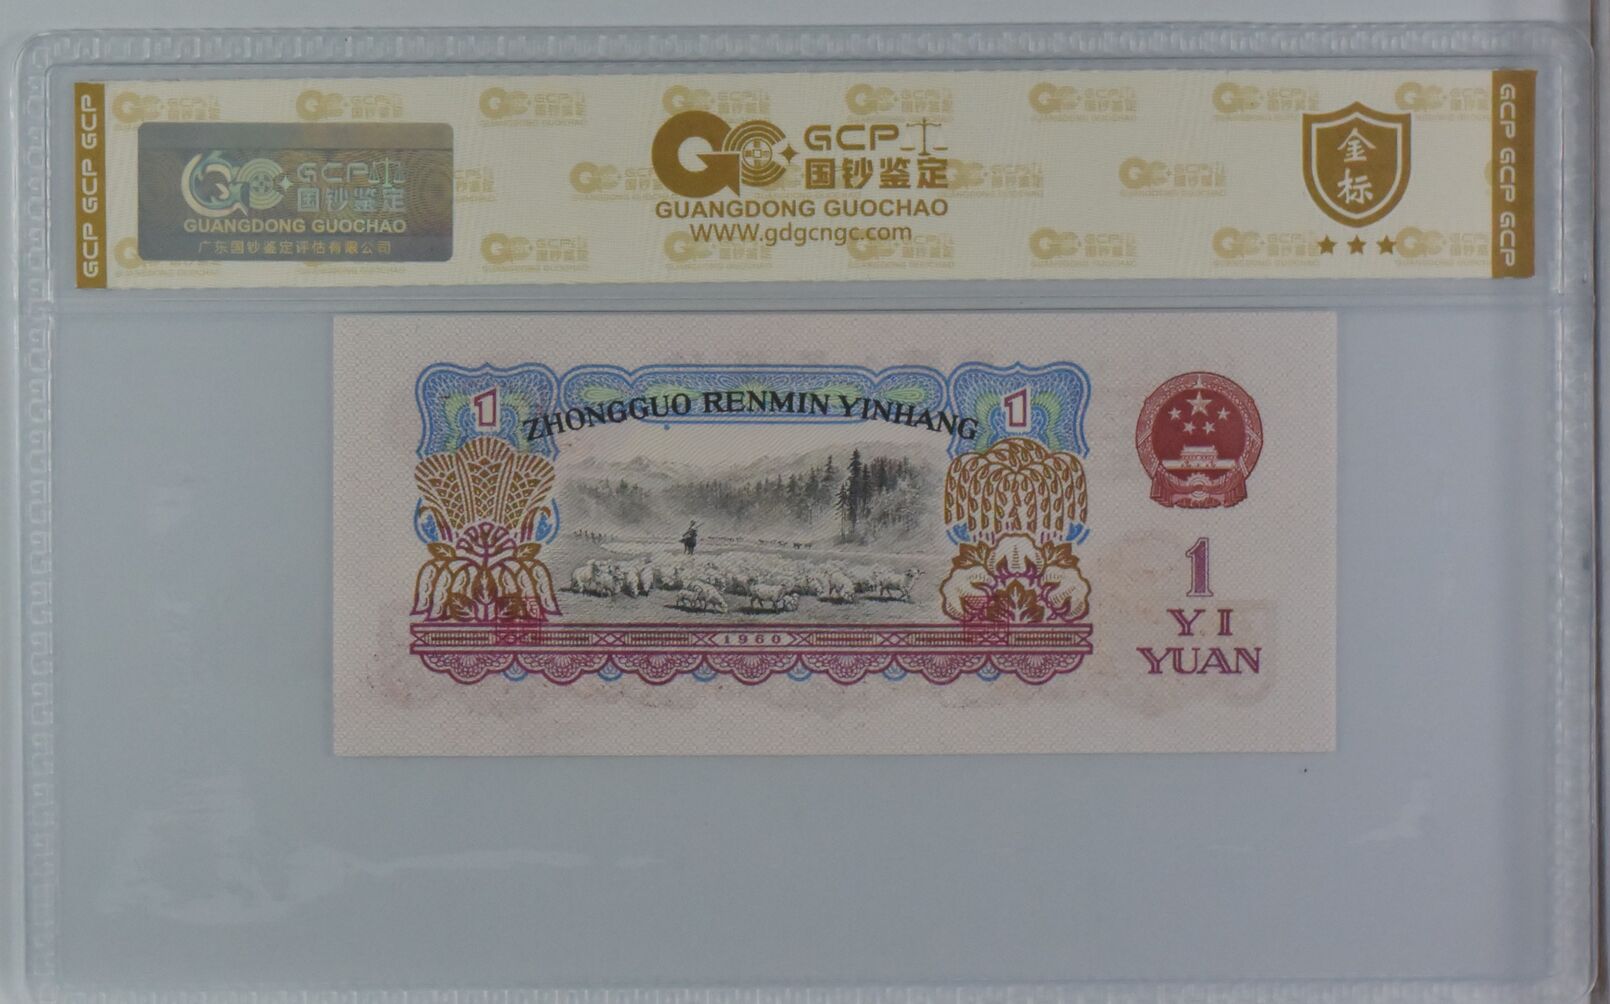 GCP GCP GCP
GCP
国钞鉴定
GUANGDONG GUOCHAO
广东国钞鉴定评估有限公司
GCP
国钞鉴定
GUANGDONG GUOCHAO
WWW.gdgcngc.com
金
标
GCP GCP GCP
1
ZHONGGUO RENMIN YINHANG
1
1960
1
YI
YUAN